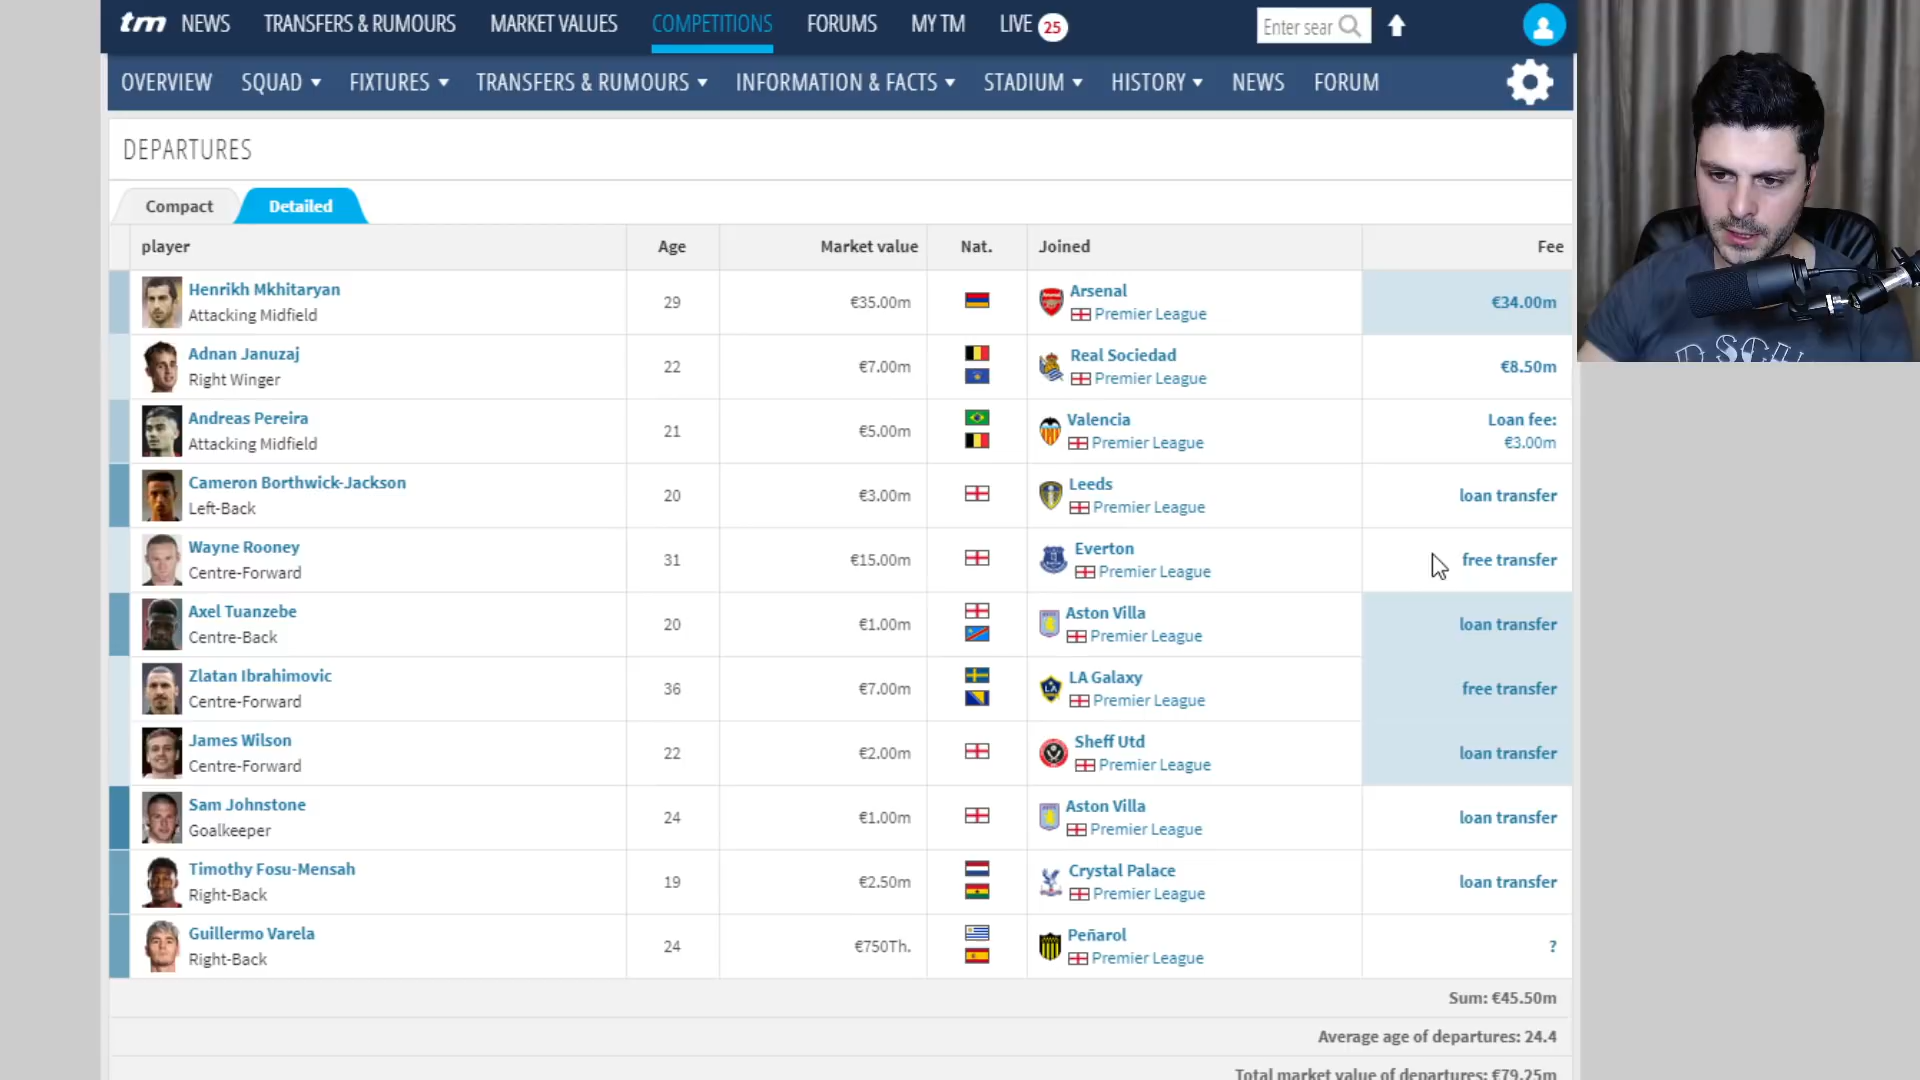 tm NEWS TRANSFERS & RUMOURS MARKET VALUES COMPETITIONS FORUMS MY TM LIVE 25 Enter sear
OVERVIEW SQUAD FIXTURES TRANSFERS & RUMOURS INFORMATION & FACTS STADIUM HISTORY NEWS FORUM
DEPARTURES
Compact Detailed
player Age Market value Nat. Joined Fee
Henrikh Mkhitaryan
Attacking Midfield
29 €35.00m
Arsenal
Premier League
€34.00m
Adnan Januzaj
Right Winger
22 €7.00m
Real Sociedad
Premier League
€8.50m
Andreas Pereira
Attacking Midfield
21 €5.00m
Valencia
Premier League
Loan fee:
€3.00m
Cameron Borthwick-Jackson
Left-Back
20 €3.00m
Leeds
Premier League
loan transfer
Wayne Rooney
Centre-Forward
31 €15.00m
Everton
Premier League
free transfer
Axel Tuanzebe
Centre-Back
20 €1.00m
Aston Villa
Premier League
loan transfer
Zlatan Ibrahimovic
Centre-Forward
36 €7.00m
LA Galaxy
Premier League
free transfer
James Wilson
Centre-Forward
22 €2.00m
Sheff Utd
Premier League
loan transfer
Sam Johnstone
Goalkeeper
24 €1.00m
Aston Villa
Premier League
loan transfer
Timothy Fosu-Mensah
Right-Back
19 €2.50m
Crystal Palace
Premier League
loan transfer
Guillermo Varela
Right-Back
24 €750Th.
Peñarol
Premier League
?
Sum: €45.50m
Average age of departures: 24.4
Total market value of departures: €79.25m